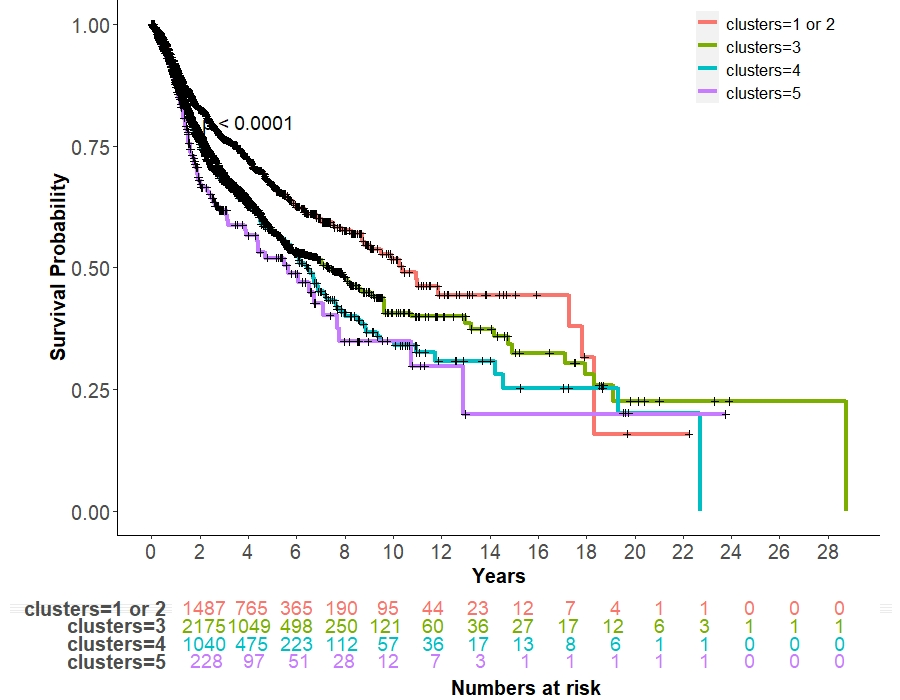 1.00
0.75
0.50
0.25
0.00
Survival Probability
clusters=1 or 2
clusters=3
clusters=4
clusters=5
< 0.0001
0 2 4 6 8 10 12 14 16 18 20 22 24 26 28
Years
clusters=1 or 2 1487 765 365 190 95 44 23 12 7 4 1 1 0 0 0
clusters=3 2175 1049 498 250 121 60 36 27 17 12 6 3 1 1 1
clusters=4 1040 475 223 112 57 36 17 13 8 6 1 1 0 0 0
clusters=5 228 97 51 28 12 7 3 1 1 1 1 1 0 0 0
Numbers at risk